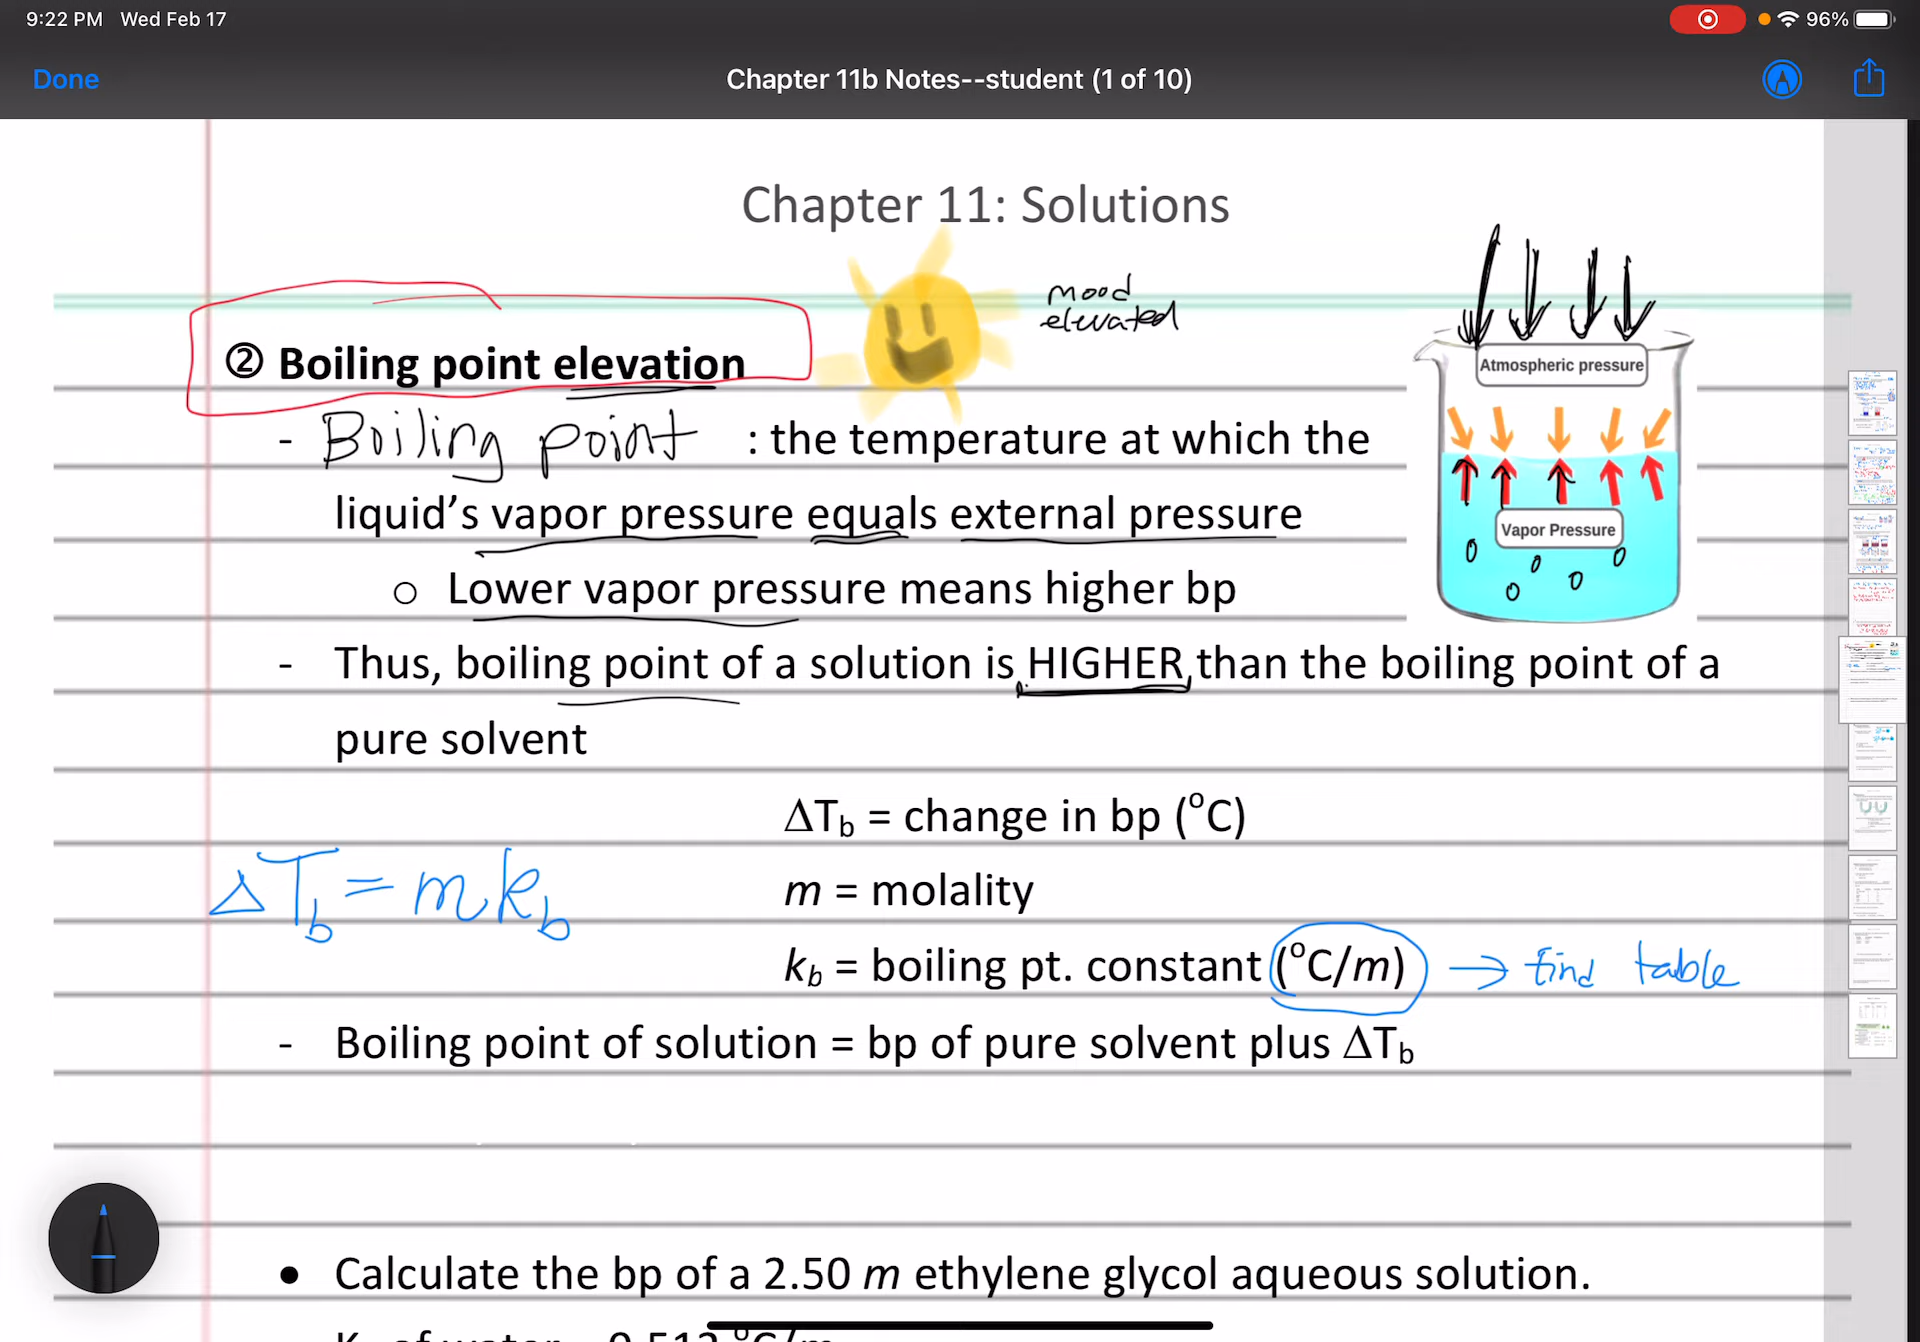 9:22 PM Wed Feb 17
96%
Done
Chapter 11b Notes--student (1 of 10)
Chapter 11: Solutions
mood
elevated
② Boiling point elevation
Atmospheric pressure
- Boiling point : the temperature at which the
liquid's vapor pressure equals external pressure
Vapor Pressure
○ Lower vapor pressure means higher bp
- Thus, boiling point of a solution is HIGHER than the boiling point of a
pure solvent
ΔTb = change in bp (°C)
ΔTb = mkb
m = molality
kb = boiling pt. constant (°C/m) → find table
- Boiling point of solution = bp of pure solvent plus ΔTb
• Calculate the bp of a 2.50 m ethylene glycol aqueous solution.
of water 0.512 °C/m